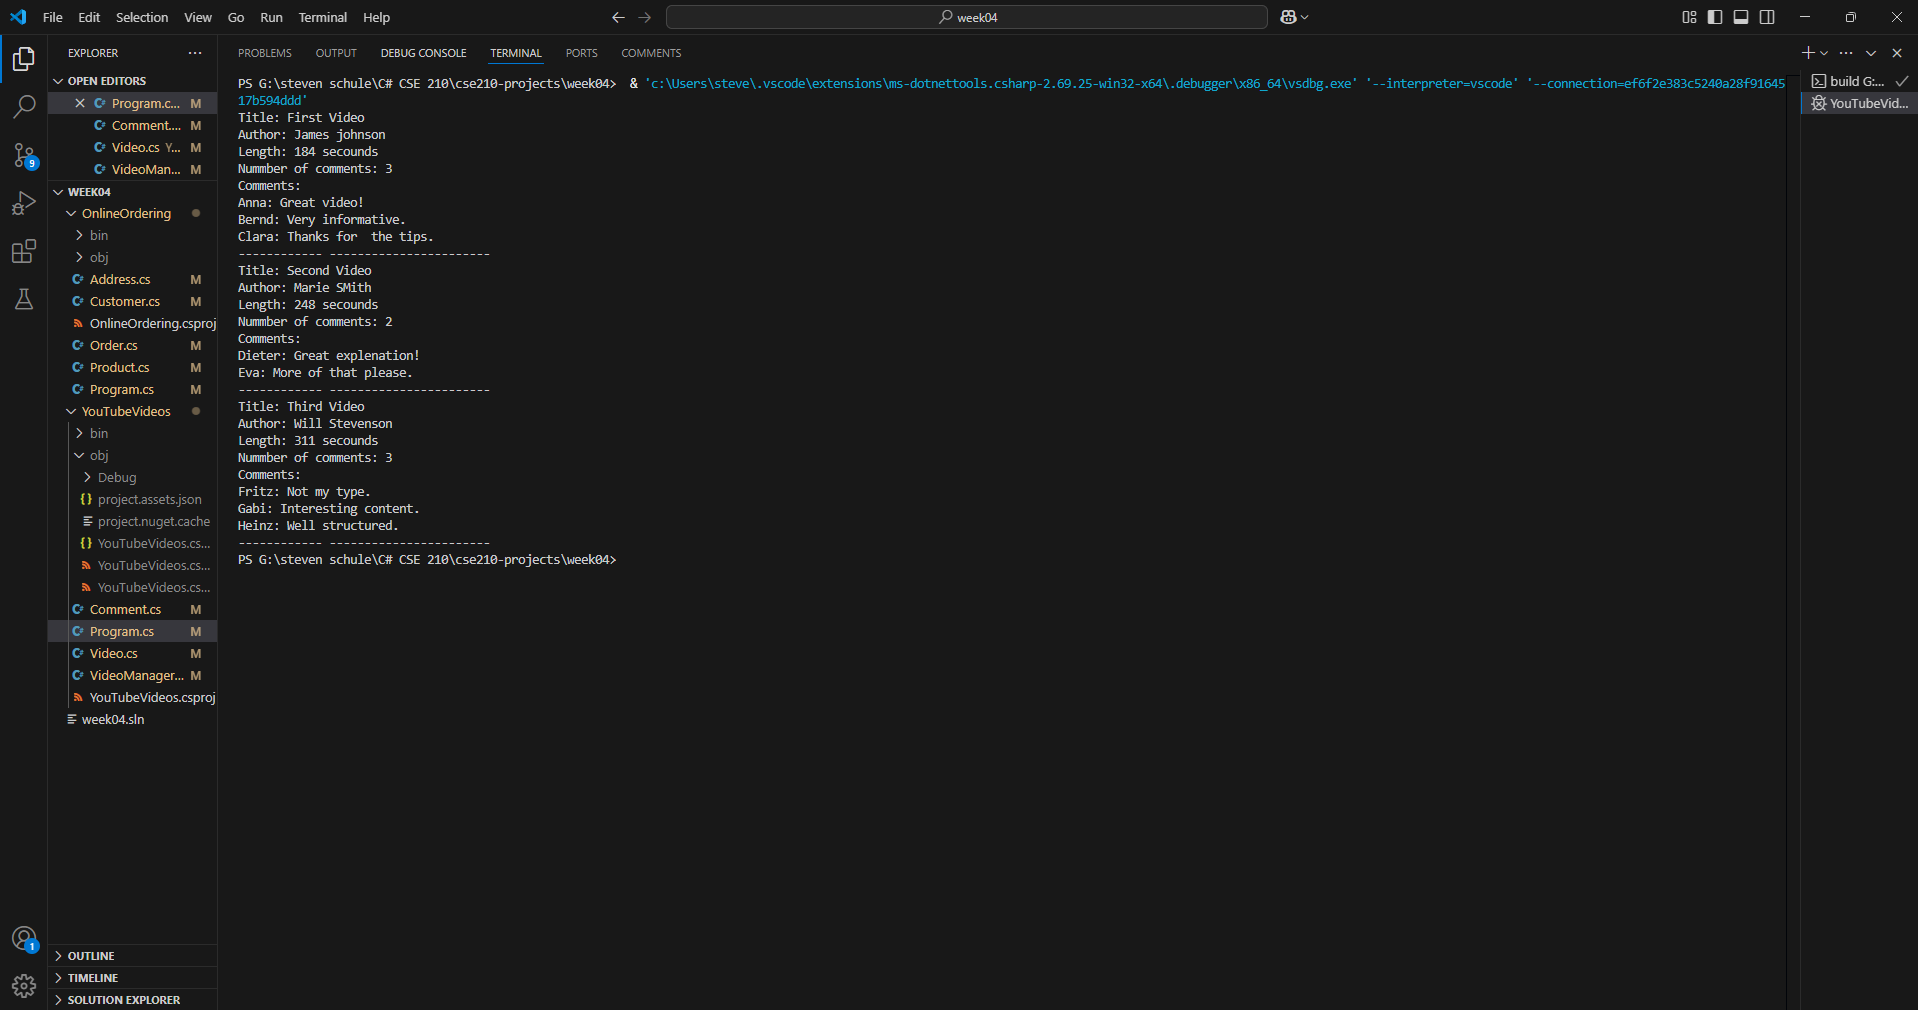 File Edit Selection View Go Run Terminal Help
week04
EXPLORER
OPEN EDITORS
Program.c... M
Comment.... M
Video.cs Y... M
VideoMan... M
WEEK04
OnlineOrdering
bin
obj
Address.cs M
Customer.cs M
OnlineOrdering.csproj
Order.cs M
Product.cs M
Program.cs M
YouTubeVideos
bin
obj
Debug
project.assets.json
project.nuget.cache
YouTubeVideos.cs...
YouTubeVideos.cs...
YouTubeVideos.cs...
Comment.cs M
Program.cs M
Video.cs M
VideoManager... M
YouTubeVideos.csproj
week04.sln
OUTLINE
TIMELINE
SOLUTION EXPLORER
9
1
PROBLEMS OUTPUT DEBUG CONSOLE TERMINAL PORTS COMMENTS
PS G:\steven schule\C# CSE 210\cse210-projects\week04> & 'c:\Users\steve\.vscode\extensions\ms-dotnettools.csharp-2.69.25-win32-x64\.debugger\x86_64\vsdbg.exe' '--interpreter=vscode' '--connection=ef6f2e383c5240a28f91645
17b594ddd'
Title: First Video
Author: James johnson
Length: 184 secounds
Nummber of comments: 3
Comments:
Anna: Great video!
Bernd: Very informative.
Clara: Thanks for  the tips.
------------ -----------------------
Title: Second Video
Author: Marie SMith
Length: 248 secounds
Nummber of comments: 2
Comments:
Dieter: Great explenation!
Eva: More of that please.
------------ -----------------------
Title: Third Video
Author: Will Stevenson
Length: 311 secounds
Nummber of comments: 3
Comments:
Fritz: Not my type.
Gabi: Interesting content.
Heinz: Well structured.
------------ -----------------------
PS G:\steven schule\C# CSE 210\cse210-projects\week04>
build G:...
YouTubeVid...